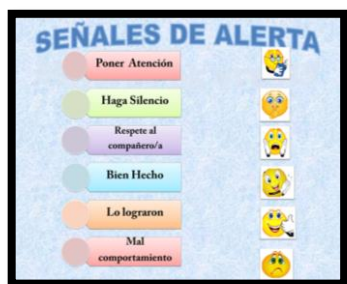 SEÑALES DE ALERTA
Poner Atención
Haga Silencio
Respete al
compañero/a
Bien Hecho
Lo lograron
Mal
comportamiento